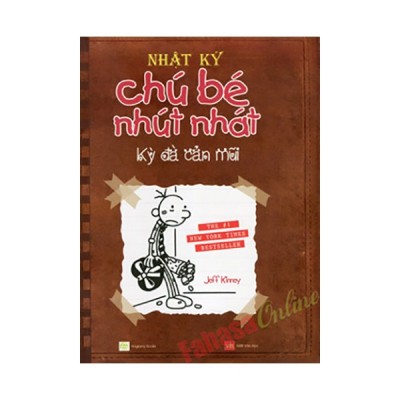 NHẬT KÝ
chú bé
nhút nhát
Kỳ đà cản mũi
THE #1
NEW YORK TIMES
BESTSELLER
Jeff Kinney
Fahasa Online